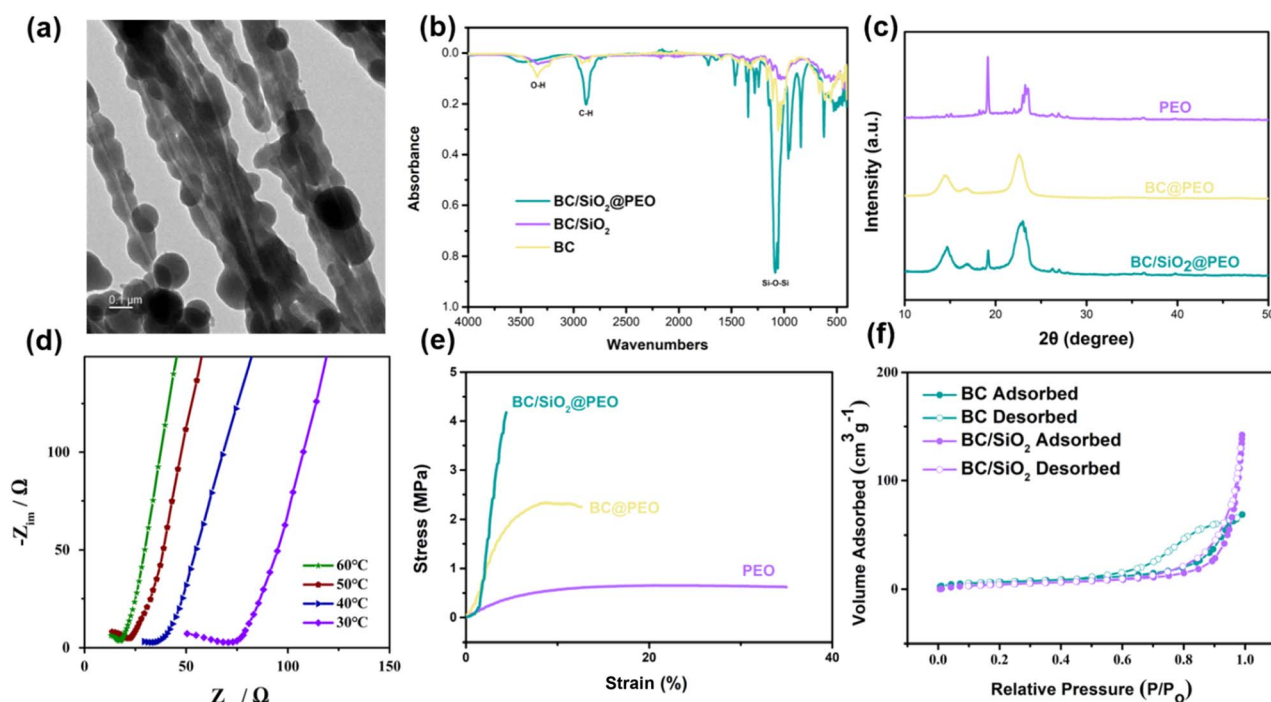 (a)
0.1 μm
(b)
Absorbance
0.0
0.2
0.4
0.6
0.8
1.0
O-H
C-H
Si-O-Si
BC/SiO₂@PEO
BC/SiO₂
BC
4000 3500 3000 2500 2000 1500 1000 500
Wavenumbers
(c)
Intensity (a.u.)
PEO
BC@PEO
BC/SiO₂@PEO
10 20 30 40 50
2θ (degree)
(d)
-Z_im / Ω
100
50
0
60°C
50°C
40°C
30°C
0 50 100 150
Z / Ω
(e)
Stress (MPa)
5
4
3
2
1
0
BC/SiO₂@PEO
BC@PEO
PEO
0 20 40
Strain (%)
(f)
Volume Adsorbed (cm³ g⁻¹)
200
100
0
BC Adsorbed
BC Desorbed
BC/SiO₂ Adsorbed
BC/SiO₂ Desorbed
0.0 0.2 0.4 0.6 0.8 1.0
Relative Pressure (P/P₀)